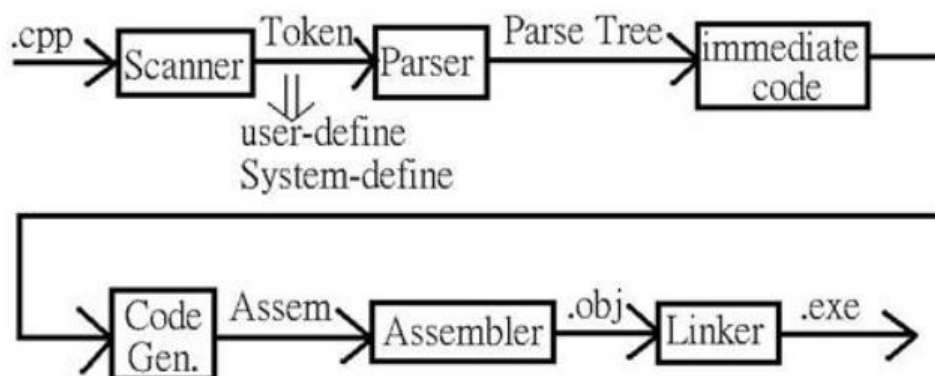 .cpp
Scanner
Token
Parser
Parse Tree
immediate
code
user-define
System-define
Code
Gen.
Assem
Assembler
.obj
Linker
.exe